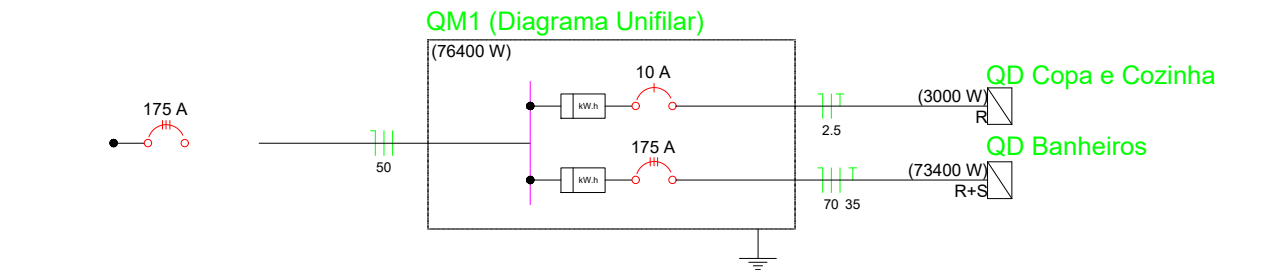 QM1 (Diagrama Unifilar)
(76400 W)
175 A
50
kW.h
10 A
2.5
(3000 W)
R
QD Copa e Cozinha
kW.h
175 A
70 35
(73400 W)
R+S
QD Banheiros